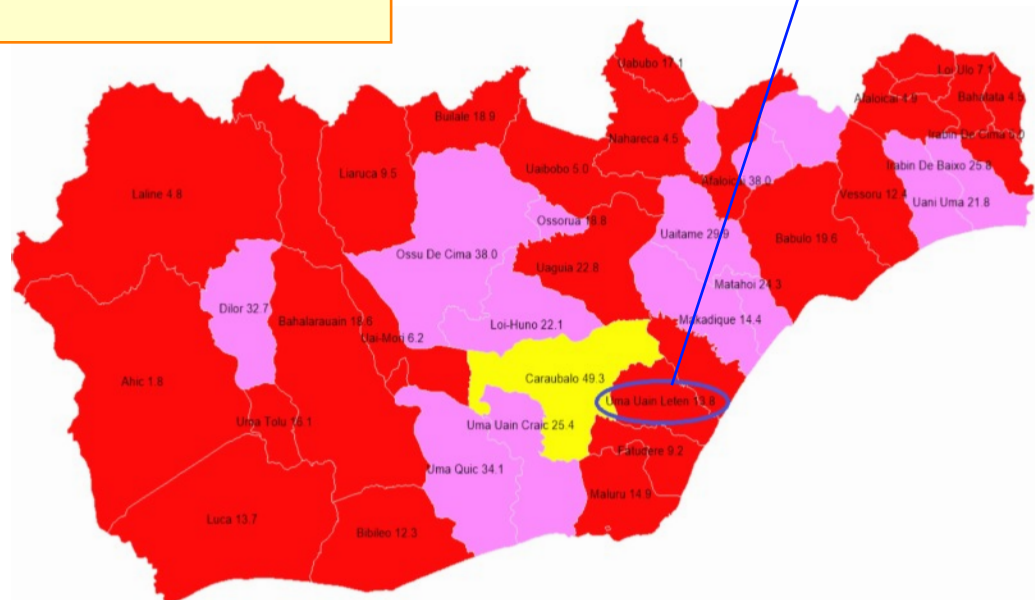 Uabubo 17.1
Loi Ulo 7.1
Afaloicai 4.9
Bahalata 4.5
Builale 18.9
Nahareca 4.5
Irabin De Cima
Liaruca 9.5
Uaibobo 5.0
Irabin De Baixo 25.8
Laline 4.8
Afaloicai 38.0
Vessoru 12.4
Uani Uma 21.8
Ossorua 18.8
Uaitame 29.9
Babulo 19.6
Ossu De Cima 38.0
Uaguia 22.8
Matahoi 24.3
Dilor 32.7
Bahalarauain 18.6
Makadique 14.4
Loi-Huno 22.1
Uai-Mori 6.2
Ahic 1.8
Caraubalo 49.3
Uma Uain Leten
Uma Tolu 16.1
Uma Uain Craic 25.4
Fatudere 9.2
Uma Quic 34.1
Maluru 14.9
Luca 13.7
Bibileo 12.3